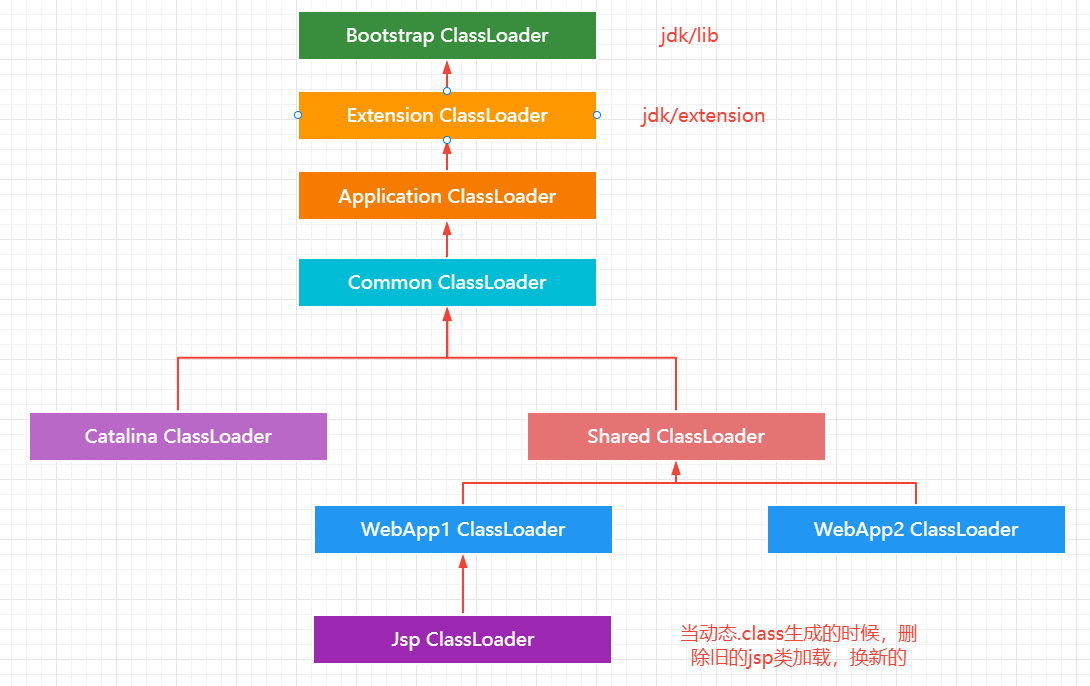 Bootstrap ClassLoader
jdk/lib
Extension ClassLoader
jdk/extension
Application ClassLoader
Common ClassLoader
Catalina ClassLoader
Shared ClassLoader
WebApp1 ClassLoader
WebApp2 ClassLoader
Jsp ClassLoader
当动态.class生成的时候，删
除旧的jsp类加载，换新的